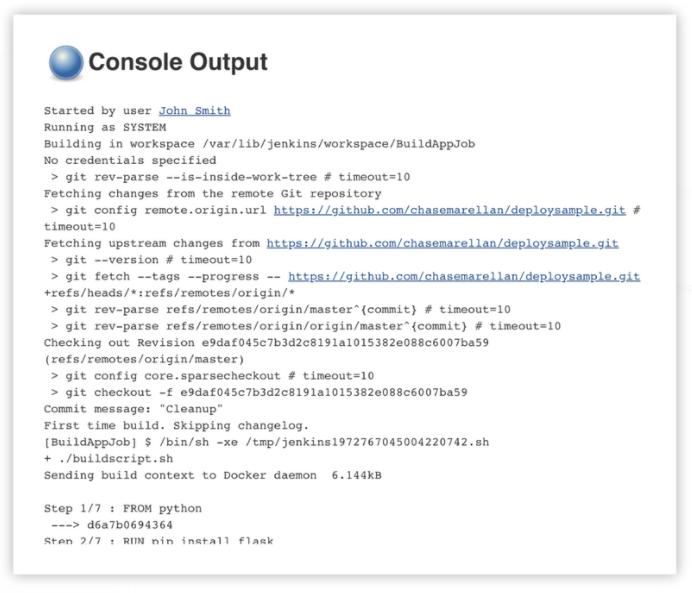 Console Output
Started by user John Smith
Running as SYSTEM
Building in workspace /var/lib/jenkins/workspace/BuildAppJob
No credentials specified
 > git rev-parse --is-inside-work-tree # timeout=10
Fetching changes from the remote Git repository
 > git config remote.origin.url https://github.com/chasemarellan/deploysample.git #
timeout=10
Fetching upstream changes from https://github.com/chasemarellan/deploysample.git
 > git --version # timeout=10
 > git fetch --tags --progress -- https://github.com/chasemarellan/deploysample.git
+refs/heads/*:refs/remotes/origin/*
 > git rev-parse refs/remotes/origin/master^{commit} # timeout=10
 > git rev-parse refs/remotes/origin/origin/master^{commit} # timeout=10
Checking out Revision e9daf045c7b3d2c8191a1015382e088c6007ba59
(refs/remotes/origin/master)
 > git config core.sparsecheckout # timeout=10
 > git checkout -f e9daf045c7b3d2c8191a1015382e088c6007ba59
Commit message: "Cleanup"
First time build. Skipping changelog.
[BuildAppJob] $ /bin/sh -xe /tmp/jenkins1972767045004220742.sh
+ ./buildscript.sh
Sending build context to Docker daemon  6.144kB
Step 1/7 : FROM python
 ---> d6a7b0694364
Step 2/7 : RUN pip install flask